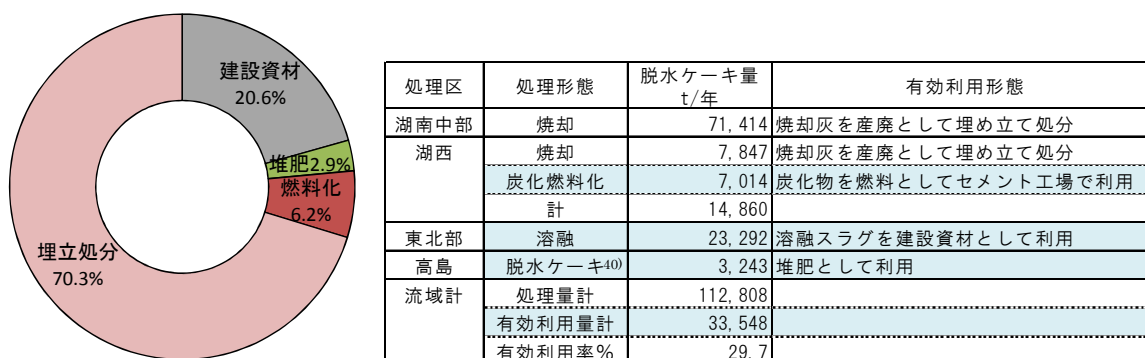 建設資材
20.6%
堆肥2.9%
燃料化
6.2%
埋立処分
70.3%
処理区 処理形態 脱水ケーキ量 t/年 有効利用形態
湖南中部 焼却 71,414 焼却灰を産廃として埋め立て処分
湖西 焼却 7,847 焼却灰を産廃として埋め立て処分
炭化燃料化 7,014 炭化物を燃料としてセメント工場で利用
計 14,860
東北部 溶融 23,292 溶融スラグを建設資材として利用
高島 脱水ケーキ40) 3,243 堆肥として利用
流域計 処理量計 112,808
有効利用量計 33,548
有効利用率% 29.7